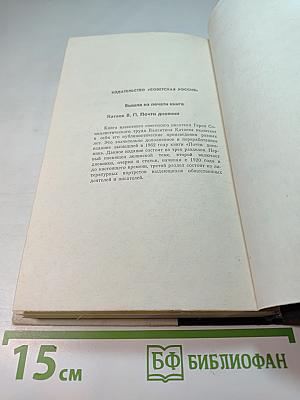 ИЗДАТЕЛЬСТВО «СОВЕТСКАЯ РОССИЯ»
Вышла из печати книга
Катаев В. П. Почти дневник
Книга известного советского писателя Героя Со-
циалистического труда Валентина Катаева включает
в себя его публицистические произведения разных
лет. Это значительно дополненное и переработанное
издание вышедшей в 1962 году книги «Почти днев-
ник». Данное издание состоит из трех разделов. Пер-
вый посвящен ленинской теме, второй включает
дневники, очерки и статьи, начиная с 1920 года и
до настоящего времени, третий раздел состоит из ли-
тературных портретов выдающихся общественных
деятелей и писателей.
15 см
БФ БИБЛИОФАН